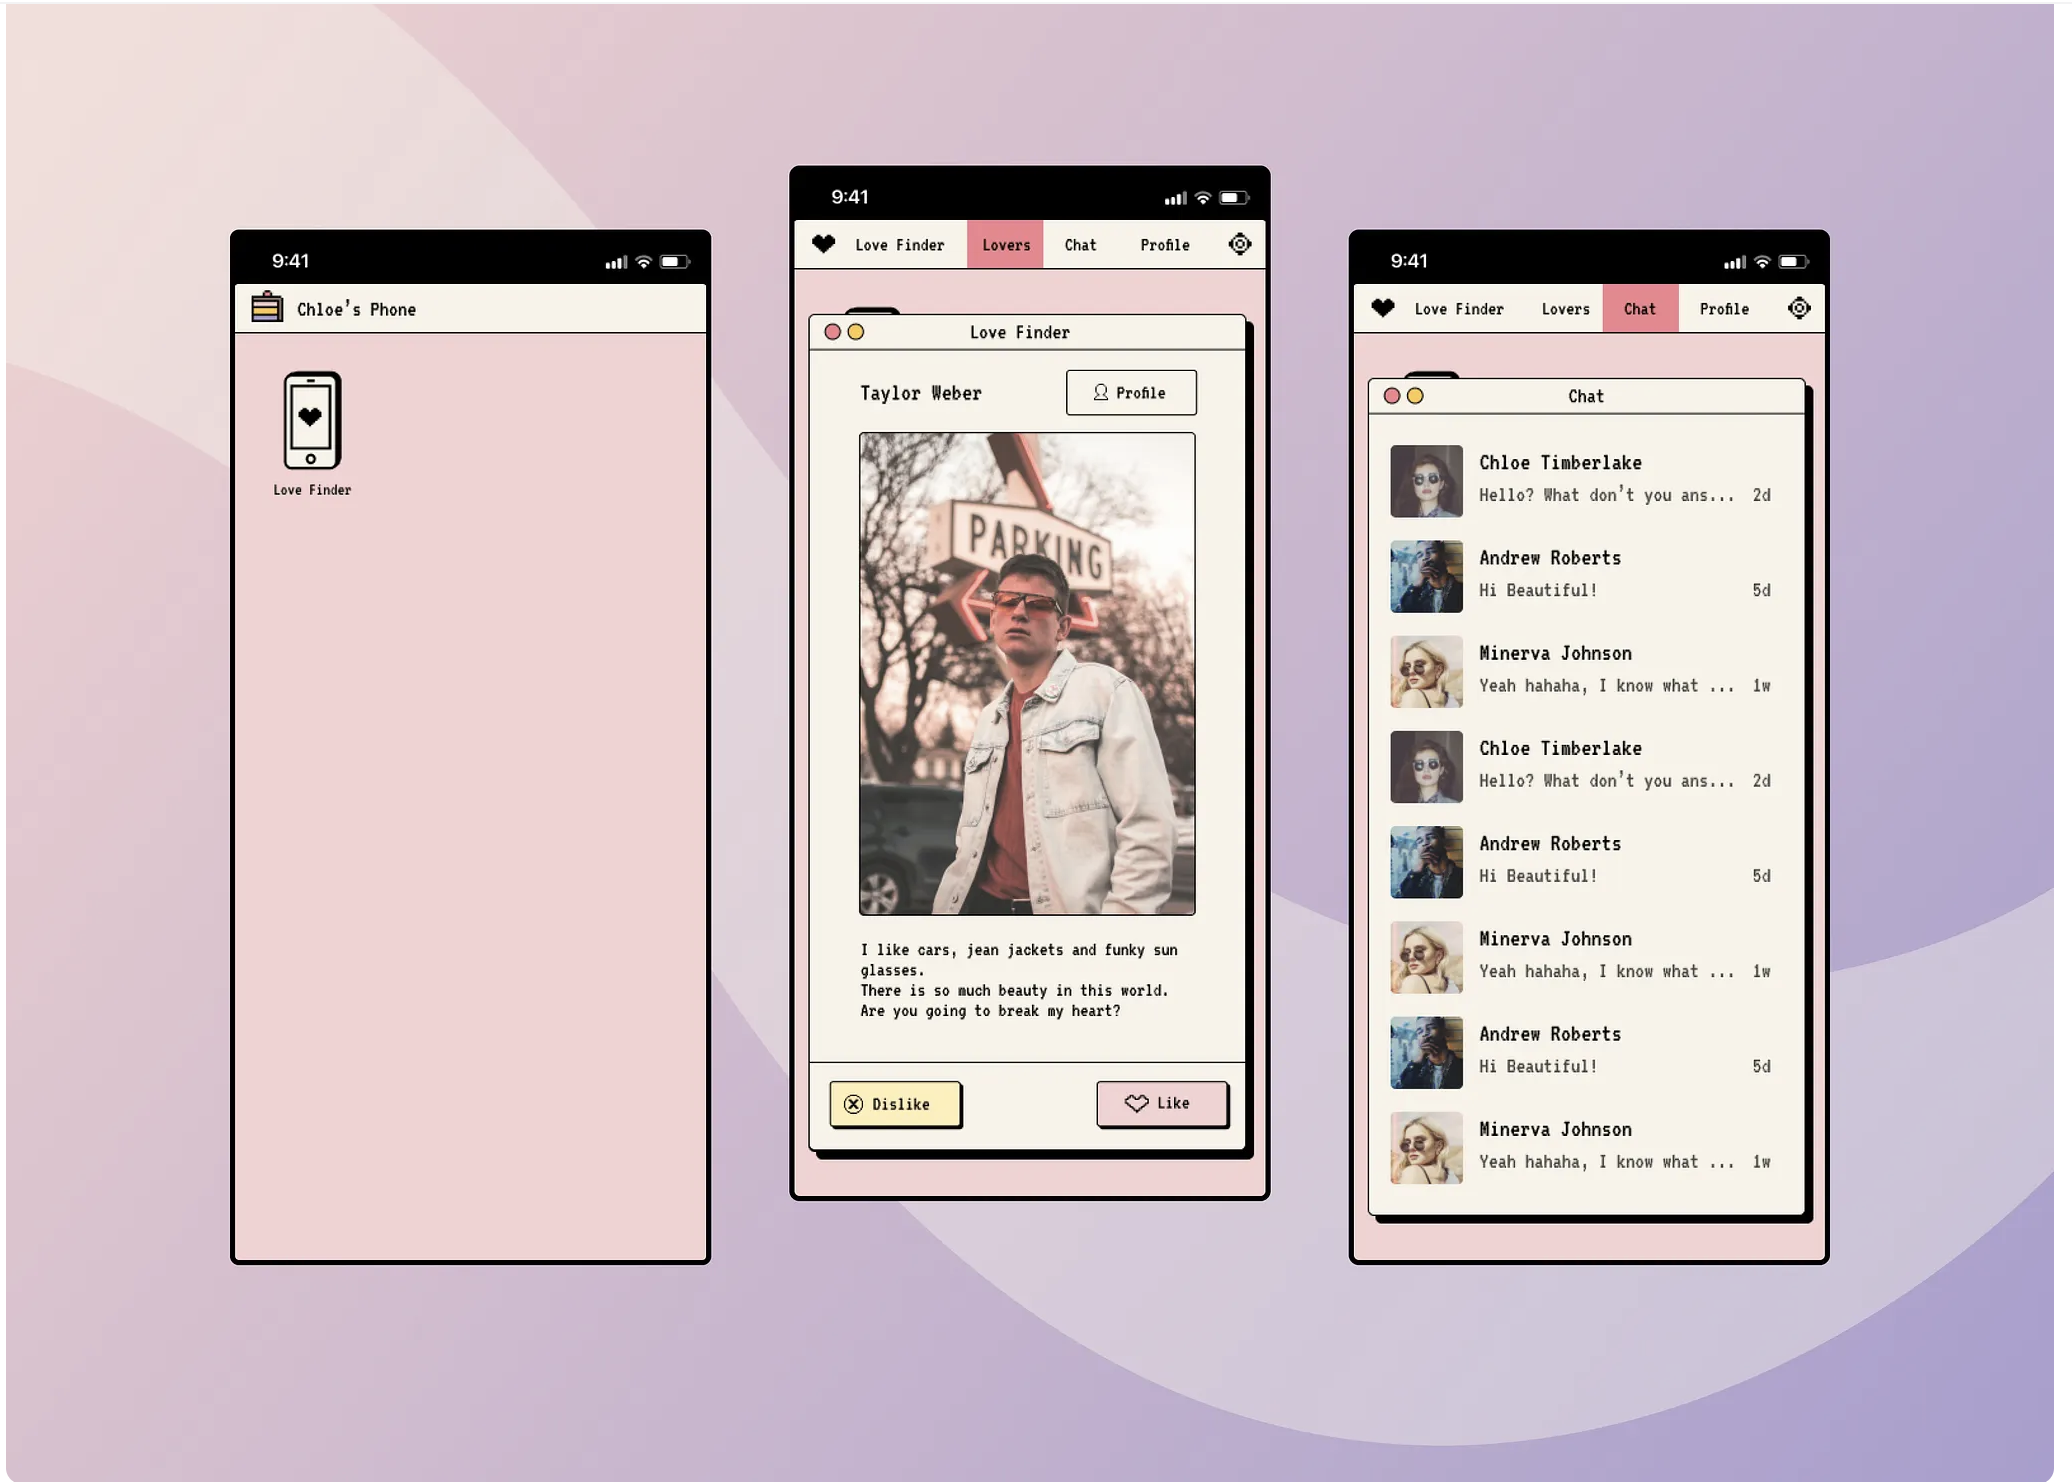 9:41
Chloe's Phone
Love Finder
9:41
Love Finder Lovers Chat Profile
Love Finder
Taylor Weber Profile
PARKING
I like cars, jean jackets and funky sun
glasses.
There is so much beauty in this world.
Are you going to break my heart?
Dislike Like
9:41
Love Finder Lovers Chat Profile
Chat
Chloe Timberlake
Hello? What don't you ans... 2d
Andrew Roberts
Hi Beautiful! 5d
Minerva Johnson
Yeah hahaha, I know what ... 1w
Chloe Timberlake
Hello? What don't you ans... 2d
Andrew Roberts
Hi Beautiful! 5d
Minerva Johnson
Yeah hahaha, I know what ... 1w
Andrew Roberts
Hi Beautiful! 5d
Minerva Johnson
Yeah hahaha, I know what ... 1w